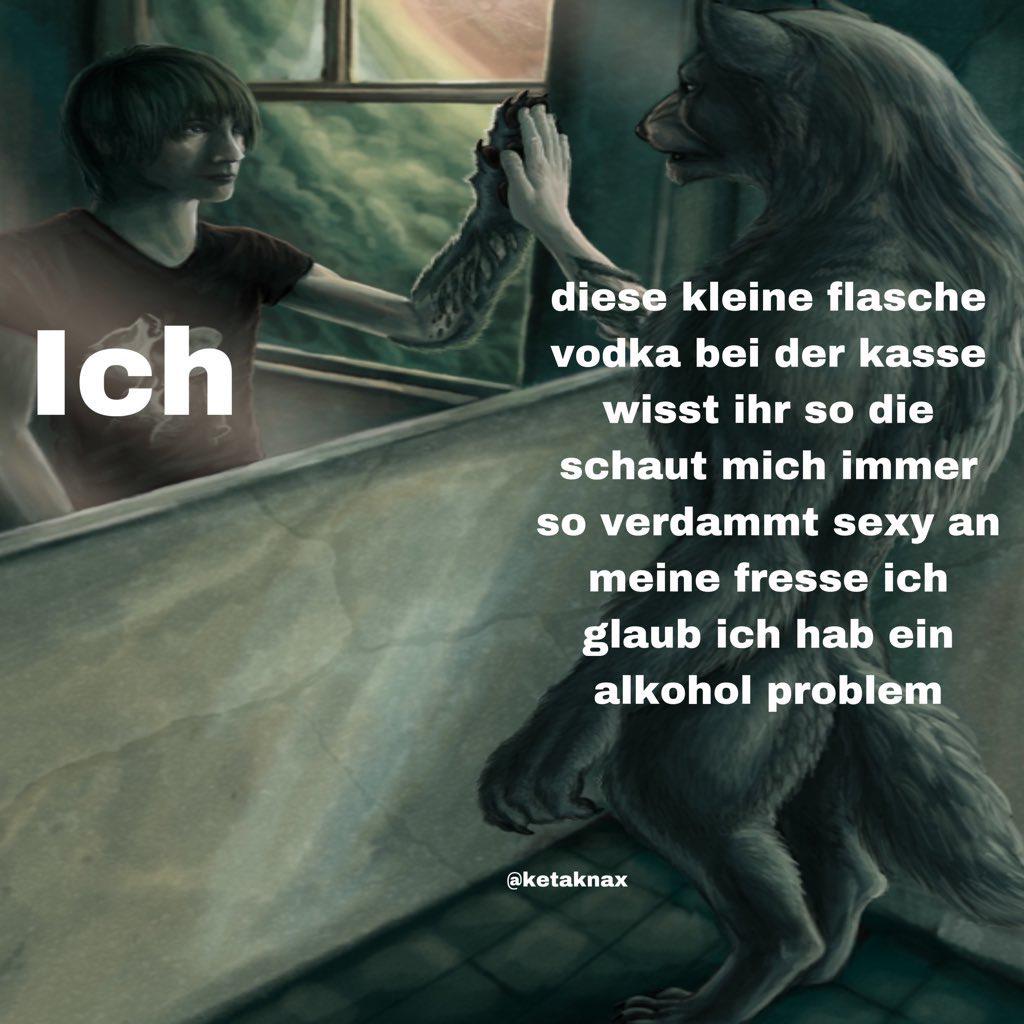 Ich
diese kleine flasche
vodka bei der kasse
wisst ihr so die
schaut mich immer
so verdammt sexy an
meine fresse ich
glaub ich hab ein
alkohol problem
@ketaknax